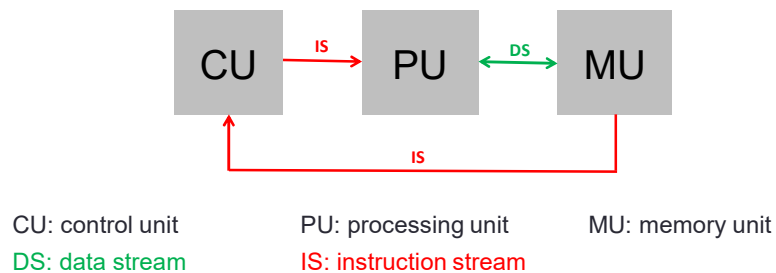 IS
DS
CU
PU
MU
IS
CU: control unit
PU: processing unit
MU: memory unit
DS: data stream
IS: instruction stream